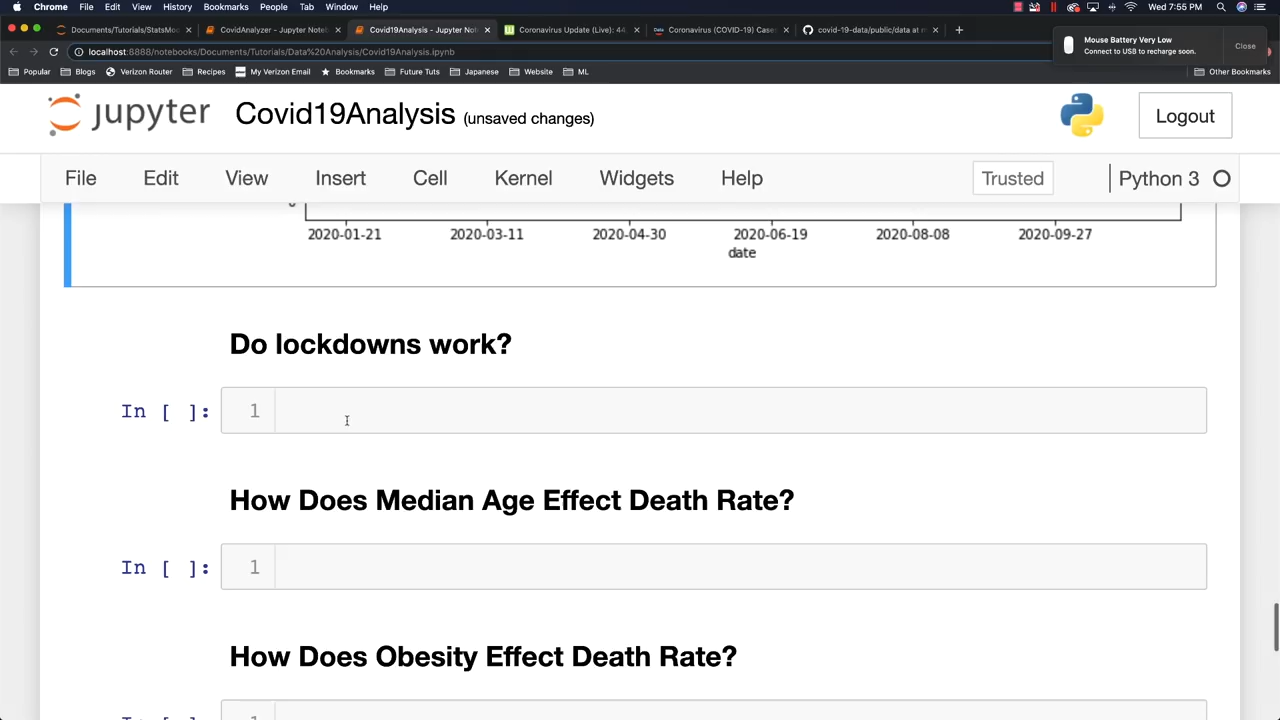 Chrome File Edit View History Bookmarks People Tab Window Help Wed 7:55 PM
Documents/Tutorials/StatsMod CovidAnalyzer - Jupyter Noteb Covid19Analysis - Jupyter Not Coronavirus Update (Live): 44, Coronavirus (COVID-19) Cases covid-19-data/public/data at m
localhost:8888/notebooks/Documents/Tutorials/Data%20Analysis/Covid19Analysis.ipynb
Mouse Battery Very Low
Connect to USB to recharge soon.
Close
Popular Blogs Verizon Router Recipes My Verizon Email Bookmarks Future Tuts Japanese Website ML Other Bookmarks
jupyter Covid19Analysis (unsaved changes) Logout
File Edit View Insert Cell Kernel Widgets Help Trusted Python 3
2020-01-21 2020-03-11 2020-04-30 2020-06-19 2020-08-08 2020-09-27
date
Do lockdowns work?
In [ ]: 1
How Does Median Age Effect Death Rate?
In [ ]: 1
How Does Obesity Effect Death Rate?